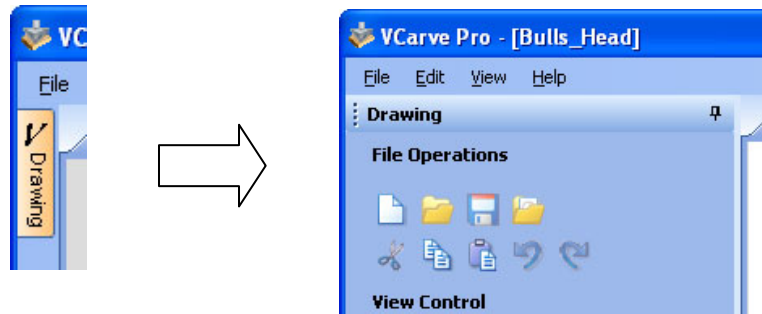 VC
File
V Drawing
VCarve Pro - [Bulls_Head]
File Edit View Help
Drawing
File Operations
View Control